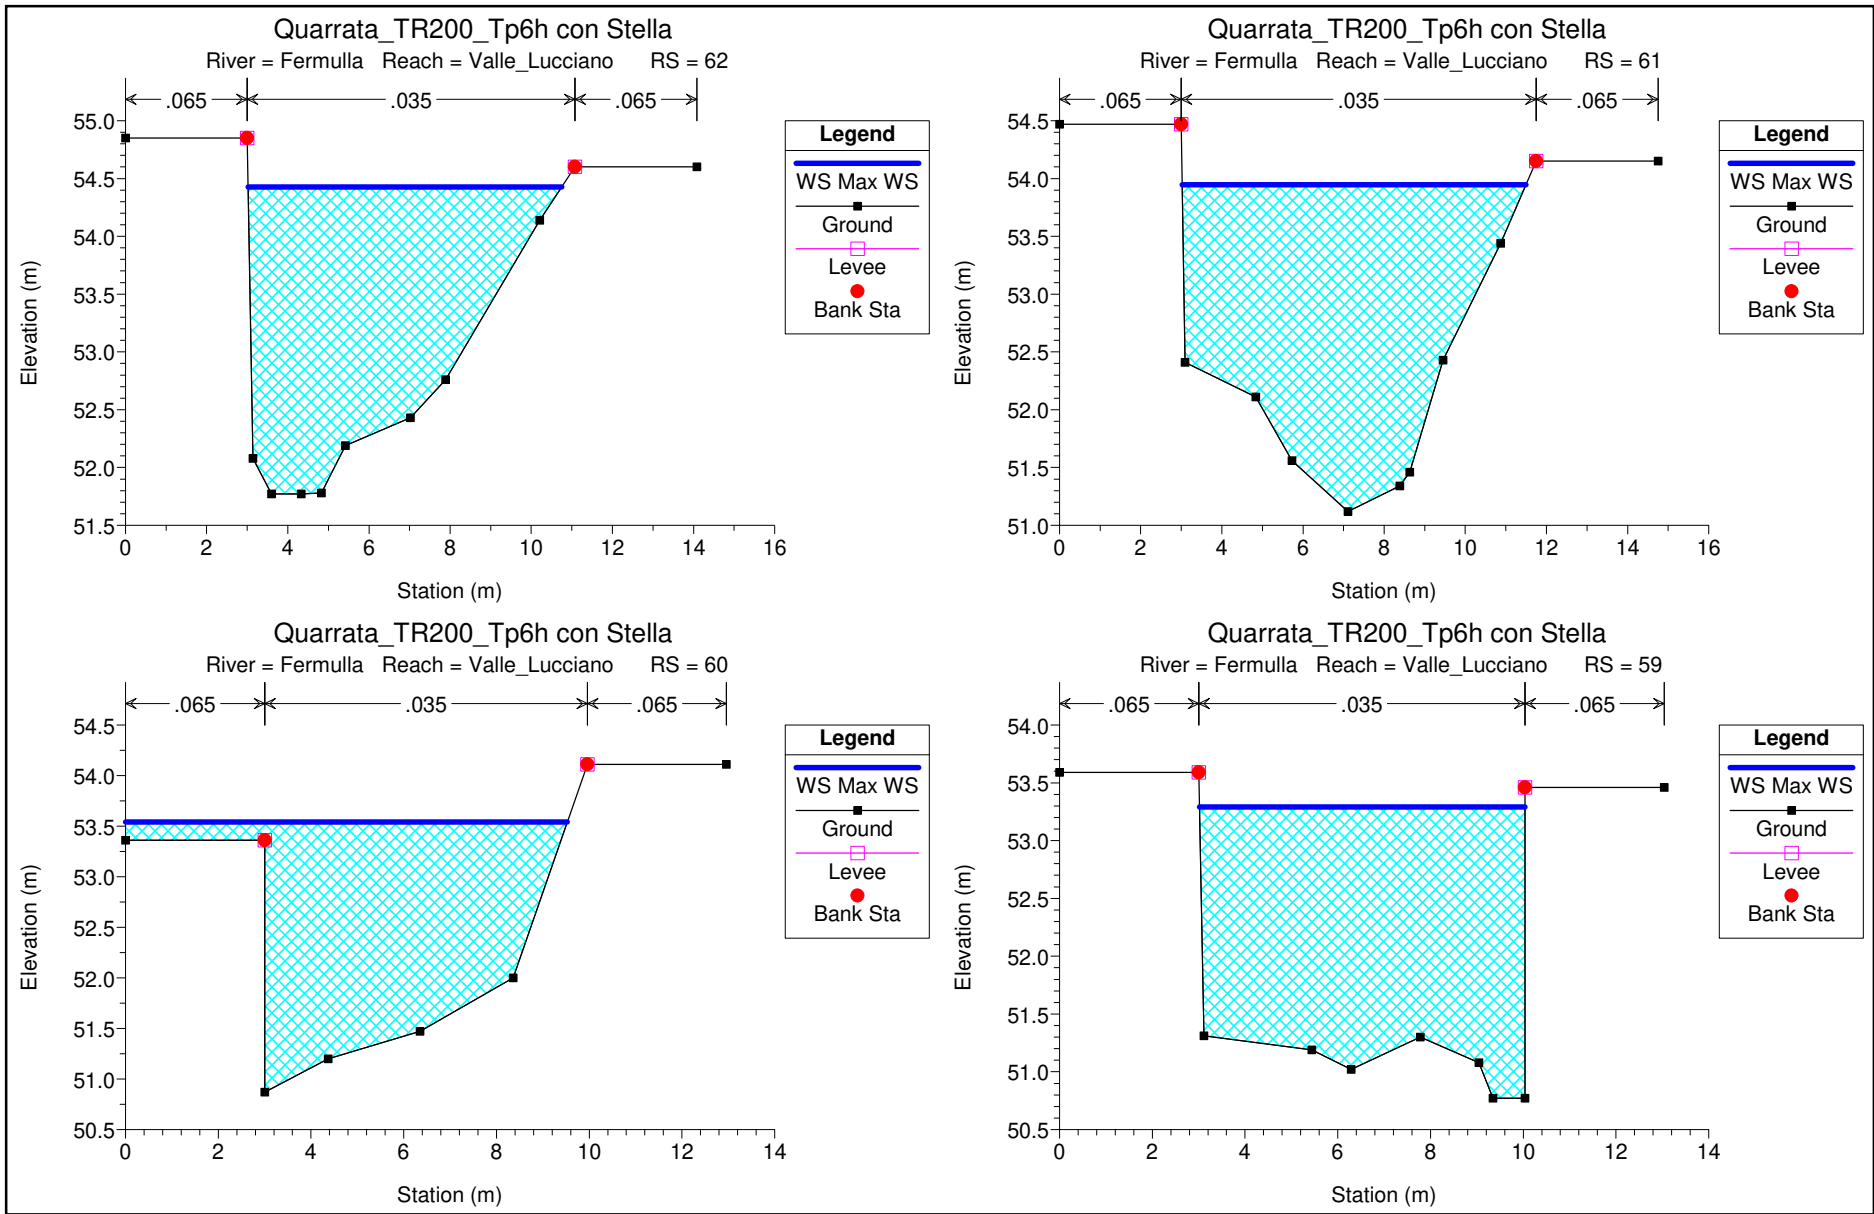 Quarrata_TR200_Tp6h con Stella
River = Fermulla Reach = Valle_Lucciano RS = 62
.065 .035 .065
55.0
54.5
54.0
53.5
53.0
52.5
52.0
51.5
0 2 4 6 8 10 12 14 16
Station (m)
Elevation (m)
Legend
WS Max WS
Ground
Levee
Bank Sta
Quarrata_TR200_Tp6h con Stella
River = Fermulla Reach = Valle_Lucciano RS = 61
.065 .035 .065
54.5
54.0
53.5
53.0
52.5
52.0
51.5
51.0
0 2 4 6 8 10 12 14 16
Station (m)
Elevation (m)
Legend
WS Max WS
Ground
Levee
Bank Sta
Quarrata_TR200_Tp6h con Stella
River = Fermulla Reach = Valle_Lucciano RS = 60
.065 .035 .065
54.5
54.0
53.5
53.0
52.5
52.0
51.5
51.0
50.5
0 2 4 6 8 10 12 14
Station (m)
Elevation (m)
Legend
WS Max WS
Ground
Levee
Bank Sta
Quarrata_TR200_Tp6h con Stella
River = Fermulla Reach = Valle_Lucciano RS = 59
.065 .035 .065
54.0
53.5
53.0
52.5
52.0
51.5
51.0
50.5
0 2 4 6 8 10 12 14
Station (m)
Elevation (m)
Legend
WS Max WS
Ground
Levee
Bank Sta